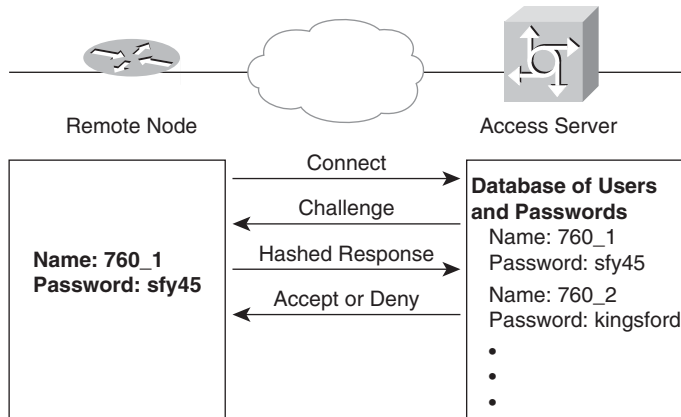 Remote Node
Access Server
Connect
Challenge
Hashed Response
Accept or Deny
Name: 760_1
Password: sfy45
Database of Users
and Passwords
Name: 760_1
Password: sfy45
Name: 760_2
Password: kingsford